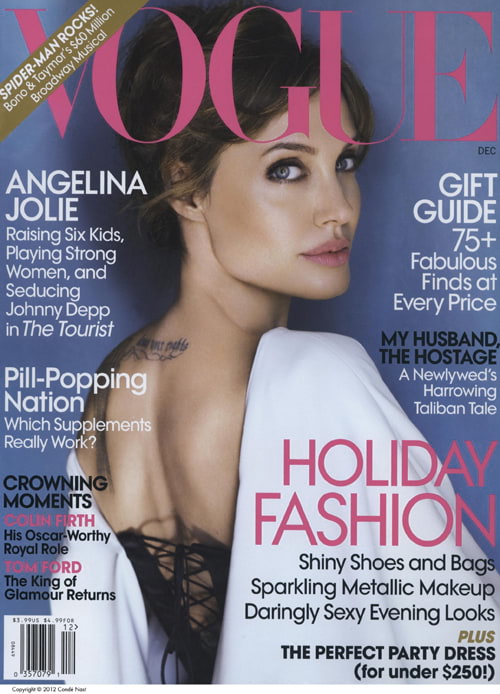 SPIDER-MAN ROCKS!
Bono & Taymor's $60 Million
Broadway Musical
VOGUE
DEC
ANGELINA
JOLIE
Raising Six Kids,
Playing Strong
Women, and
Seducing
Johnny Depp
in The Tourist
Pill-Popping
Nation
Which Supplements
Really Work?
CROWNING
MOMENTS
COLIN FIRTH
His Oscar-Worthy
Royal Role
TOM FORD
The King of
Glamour Returns
GIFT
GUIDE
75+
Fabulous
Finds at
Every Price
MY HUSBAND,
THE HOSTAGE
A Newlywed's
Harrowing
Taliban Tale
HOLIDAY
FASHION
Shiny Shoes and Bags
Sparkling Metallic Makeup
Daringly Sexy Evening Looks
PLUS
THE PERFECT PARTY DRESS
(for under $250!)
$3.99US $4.99FOR
12>
0 357079 1
Copyright © 2012 Condé Nast